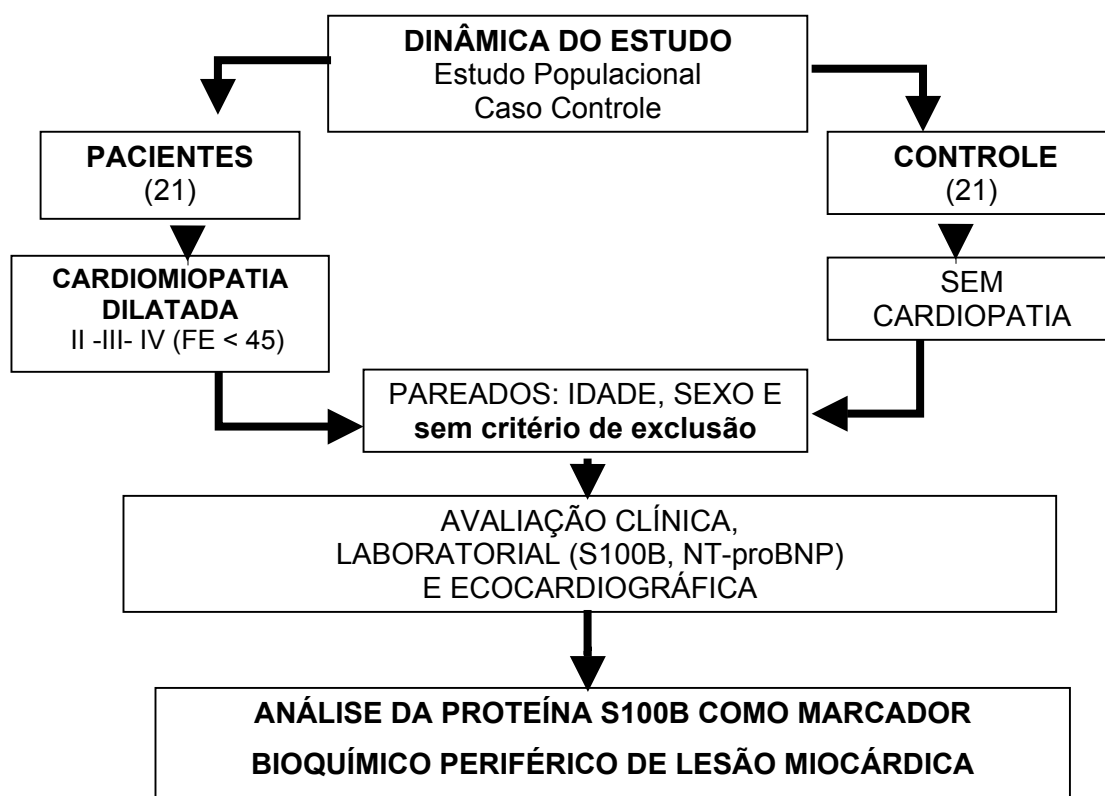 DINÂMICA DO ESTUDO
Estudo Populacional
Caso Controle
PACIENTES
(21)
CONTROLE
(21)
CARDIOMIOPATIA
DILATADA
II -III- IV (FE < 45)
SEM
CARDIOPATIA
PAREADOS: IDADE, SEXO E
sem critério de exclusão
AVALIAÇÃO CLÍNICA,
LABORATORIAL (S100B, NT-proBNP)
E ECOCARDIOGRÁFICA
ANÁLISE DA PROTEÍNA S100B COMO MARCADOR
BIOQUÍMICO PERIFÉRICO DE LESÃO MIOCÁRDICA